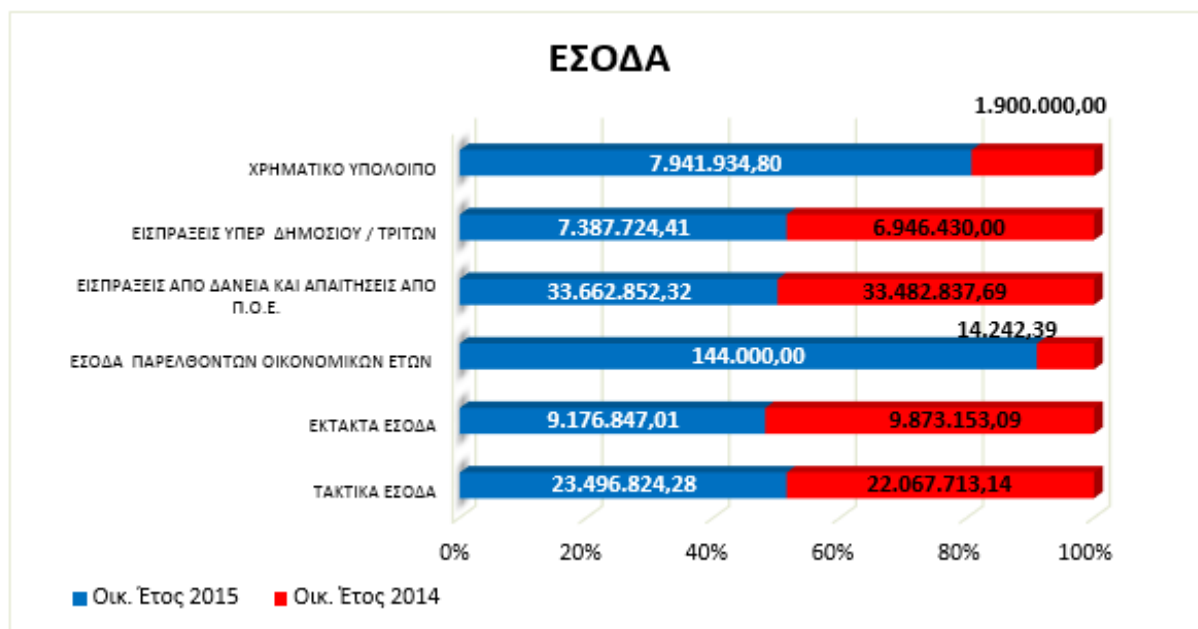 ΕΣΟΔΑ
1.900.000,00
ΧΡΗΜΑΤΙΚΟ ΥΠΟΛΟΙΠΟ
7.941.934,80
ΕΙΣΠΡΑΞΕΙΣ ΥΠΕΡ ΔΗΜΟΣΙΟΥ / ΤΡΙΤΩΝ
7.387.724,41
6.946.430,00
ΕΙΣΠΡΑΞΕΙΣ ΑΠΟ ΔΑΝΕΙΑ ΚΑΙ ΑΠΑΙΤΗΣΕΙΣ ΑΠΟ
Π.Ο.Ε.
33.662.852,32
33.482.837,69
14.242,39
ΕΣΟΔΑ ΠΑΡΕΛΘΟΝΤΩΝ ΟΙΚΟΝΟΜΙΚΩΝ ΕΤΩΝ
144.000,00
ΕΚΤΑΚΤΑ ΕΣΟΔΑ
9.176.847,01
9.873.153,09
ΤΑΚΤΙΚΑ ΕΣΟΔΑ
23.496.824,28
22.067.713,14
0%
20%
40%
60%
80%
100%
Οικ. Έτος 2015
Οικ. Έτος 2014